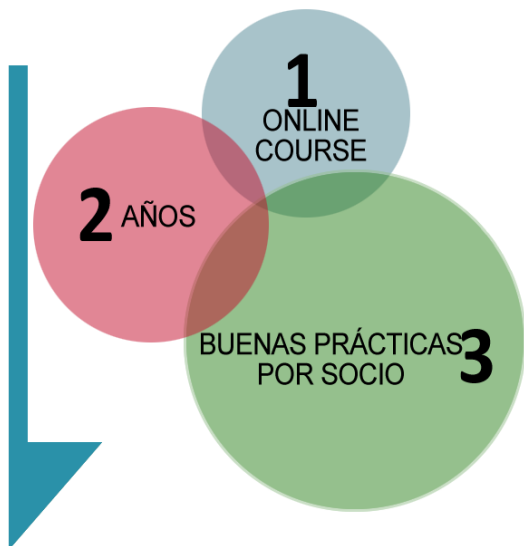 1
ONLINE
COURSE
2 AÑOS
BUENAS PRÁCTICAS 3
POR SOCIO